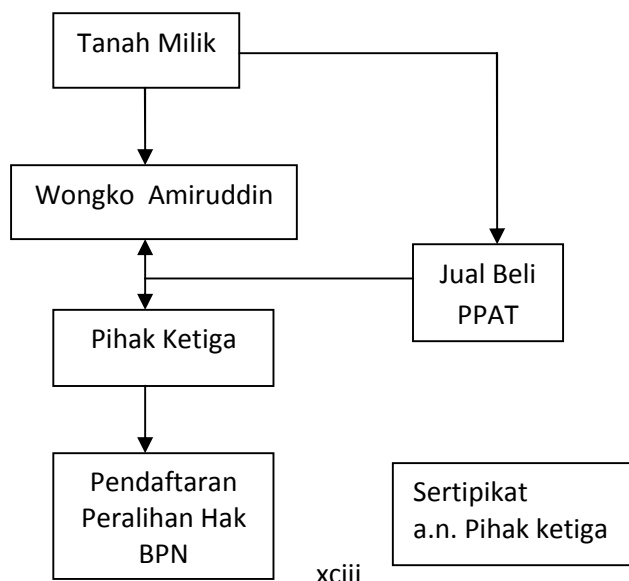 Tanah Milik
Wongko  Amiruddin
Jual Beli
PPAT
Pihak Ketiga
Pendaftaran
Peralihan Hak
BPN
Sertipikat
a.n. Pihak ketiga
xciii